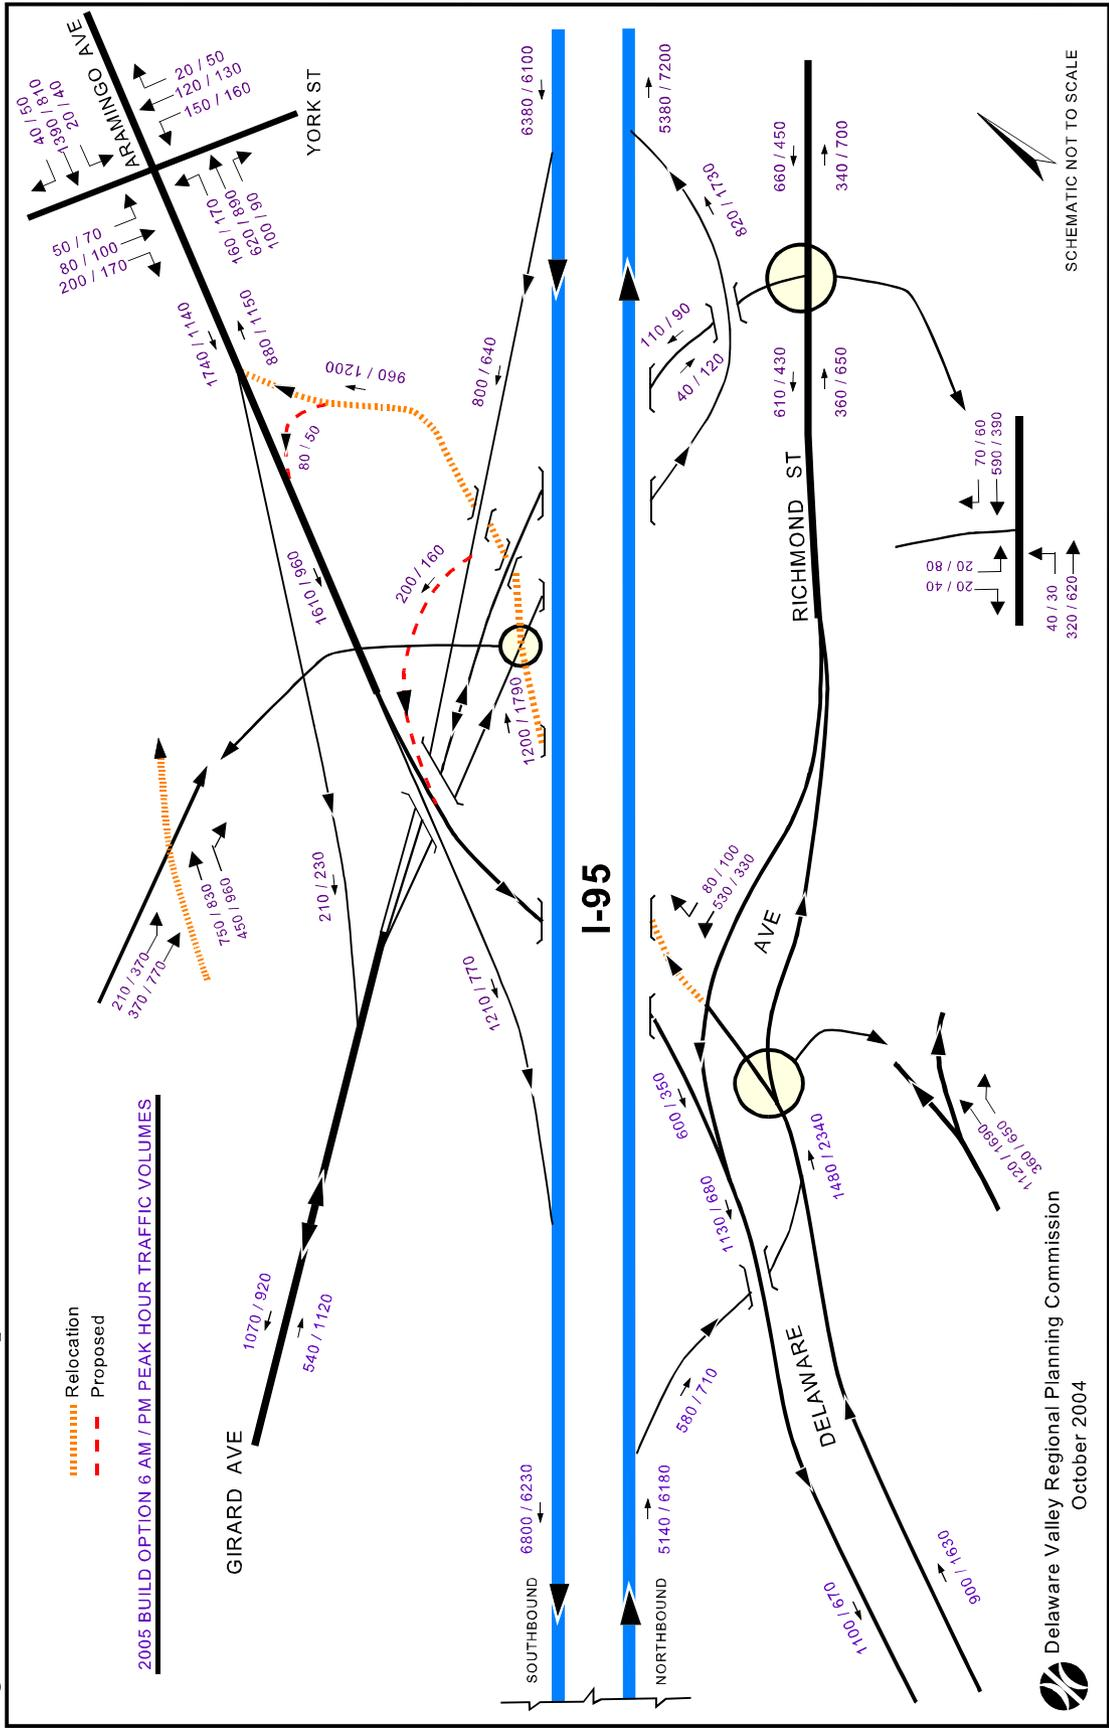 Relocation
Proposed
2005 BUILD OPTION 6 AM / PM PEAK HOUR TRAFFIC VOLUMES
GIRARD AVE
1070 / 920
540 / 1120
210 / 370
370 / 770
750 / 830
450 / 960
210 / 230
1210 / 770
1610 / 960
200 / 160
1200 / 1790
80 / 50
960 / 1200
800 / 640
1740 / 1140
880 / 1150
50 / 70
80 / 100
200 / 170
160 / 170
620 / 890
100 / 90
40 / 50
1390 / 810
20 / 40
20 / 50
120 / 130
150 / 160
ARAMINGO AVE
YORK ST
6800 / 6230
6380 / 6100
SOUTHBOUND
I-95
NORTHBOUND
5140 / 6180
5380 / 7200
580 / 710
600 / 350
1130 / 680
1480 / 2340
80 / 100
530 / 330
40 / 120
110 / 90
820 / 1730
660 / 450
340 / 700
610 / 430
360 / 650
RICHMOND ST
DELAWARE AVE
1100 / 670
900 / 1630
1120 / 1690
360 / 650
20 / 40
20 / 80
70 / 60
590 / 390
40 / 30
320 / 620
SCHEMATIC NOT TO SCALE
Delaware Valley Regional Planning Commission
October 2004